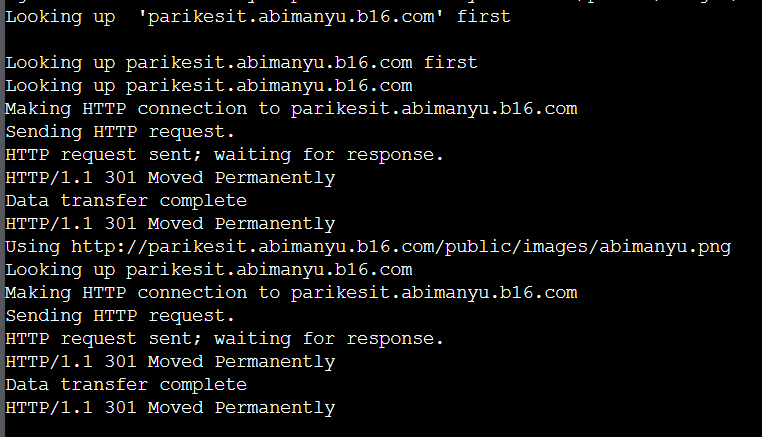 Looking up  'parikesit.abimanyu.b16.com' first
Looking up parikesit.abimanyu.b16.com first
Looking up parikesit.abimanyu.b16.com
Making HTTP connection to parikesit.abimanyu.b16.com
Sending HTTP request.
HTTP request sent; waiting for response.
HTTP/1.1 301 Moved Permanently
Data transfer complete
HTTP/1.1 301 Moved Permanently
Using http://parikesit.abimanyu.b16.com/public/images/abimanyu.png
Looking up parikesit.abimanyu.b16.com
Making HTTP connection to parikesit.abimanyu.b16.com
Sending HTTP request.
HTTP request sent; waiting for response.
HTTP/1.1 301 Moved Permanently
Data transfer complete
HTTP/1.1 301 Moved Permanently